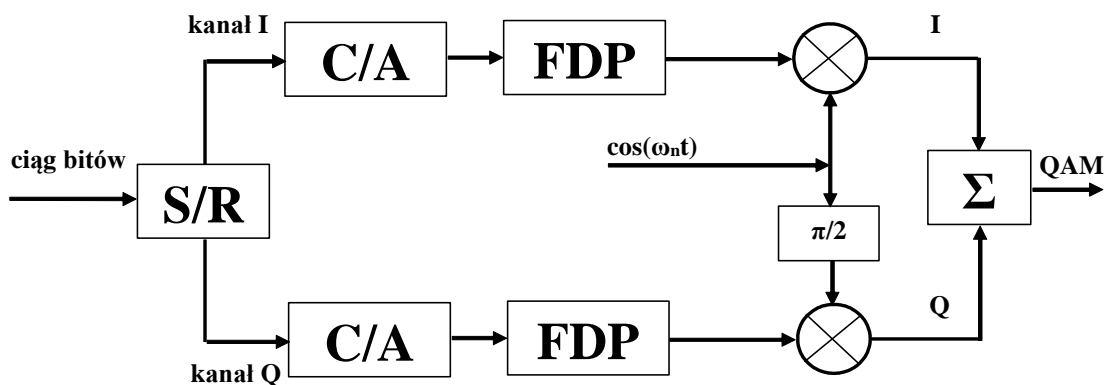 kanał I
C/A
FDP
I
ciąg bitów
S/R
cos(ωₙt)
Σ
QAM
π/2
C/A
FDP
Q
kanał Q